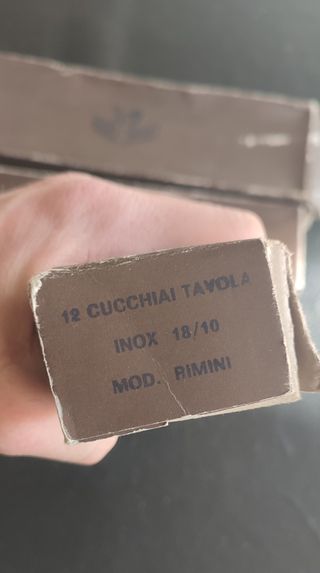 12 CUCCHIAI TAVOLA
INOX 18/10
MOD. RIMINI